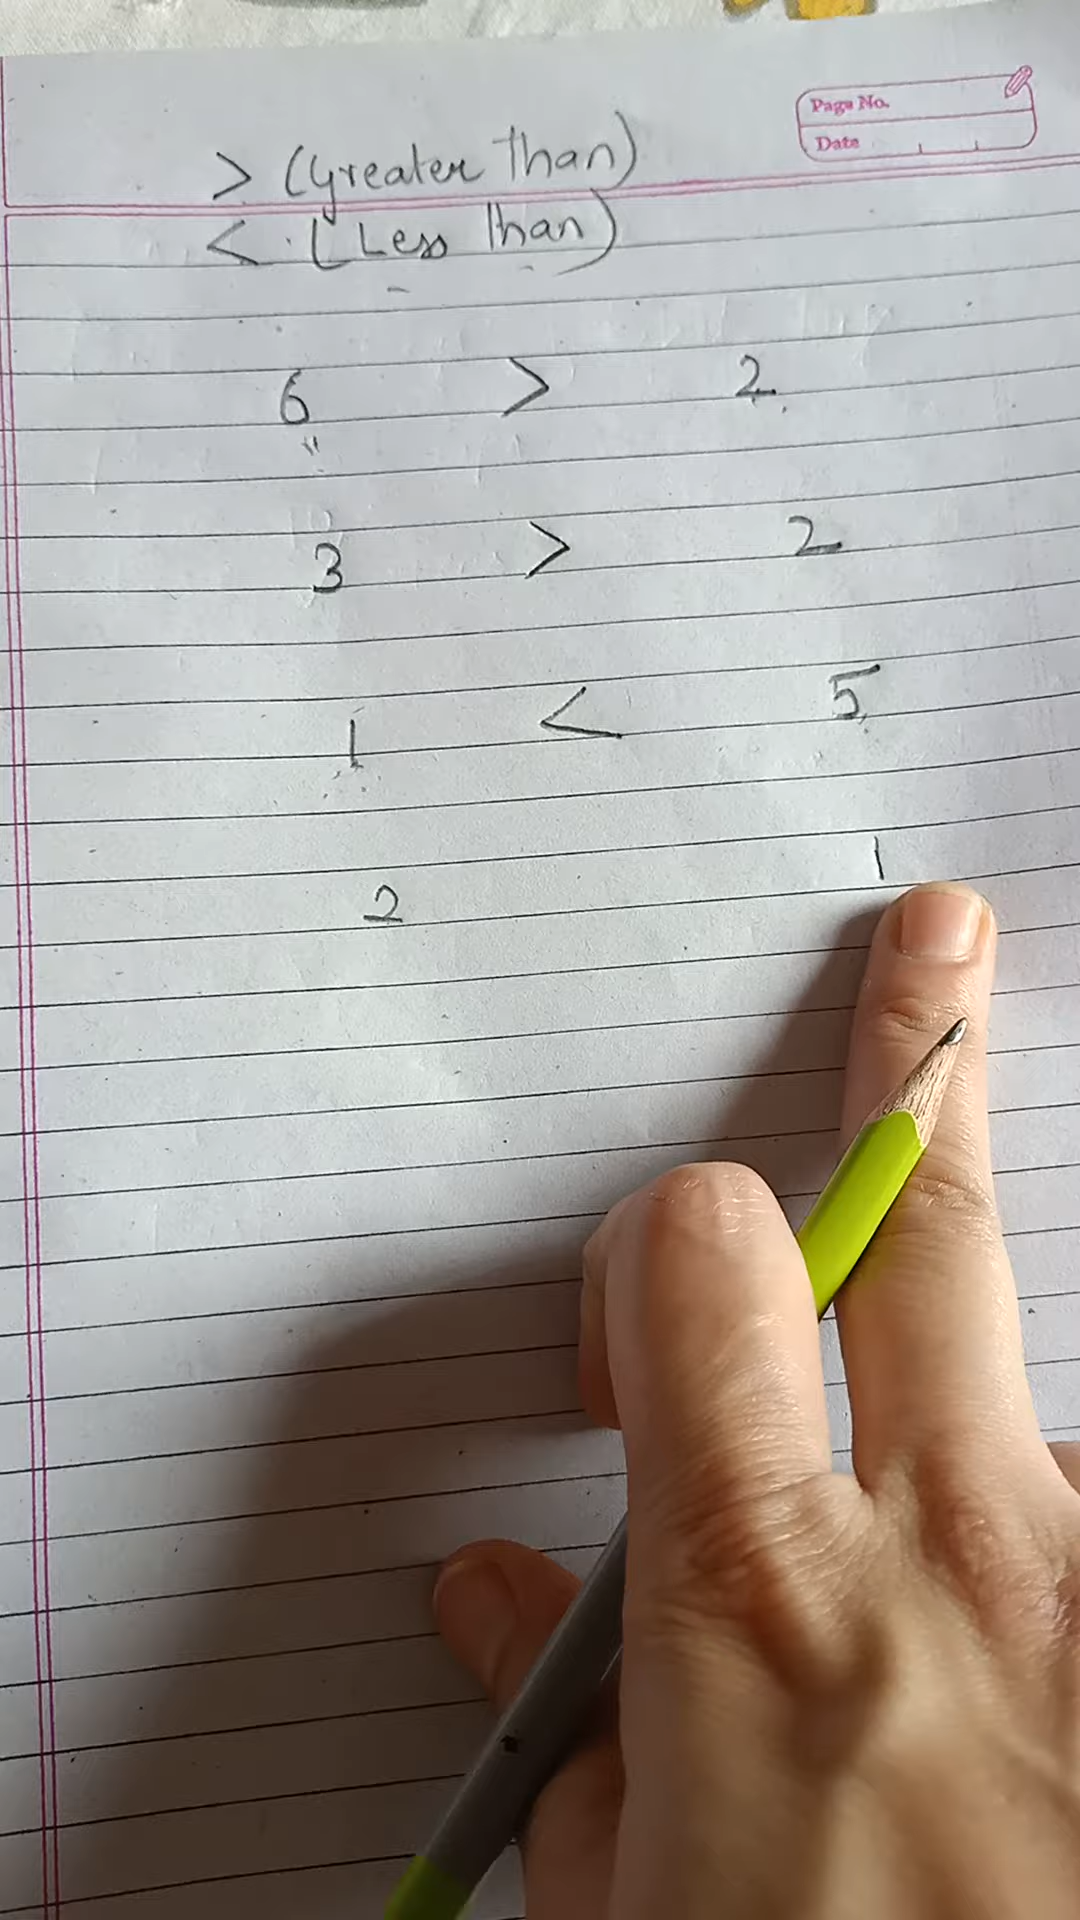 Page No.
Date
> (Greater Than)
< (Less Than)
6 > 2
3 > 2
1 < 5
2 1